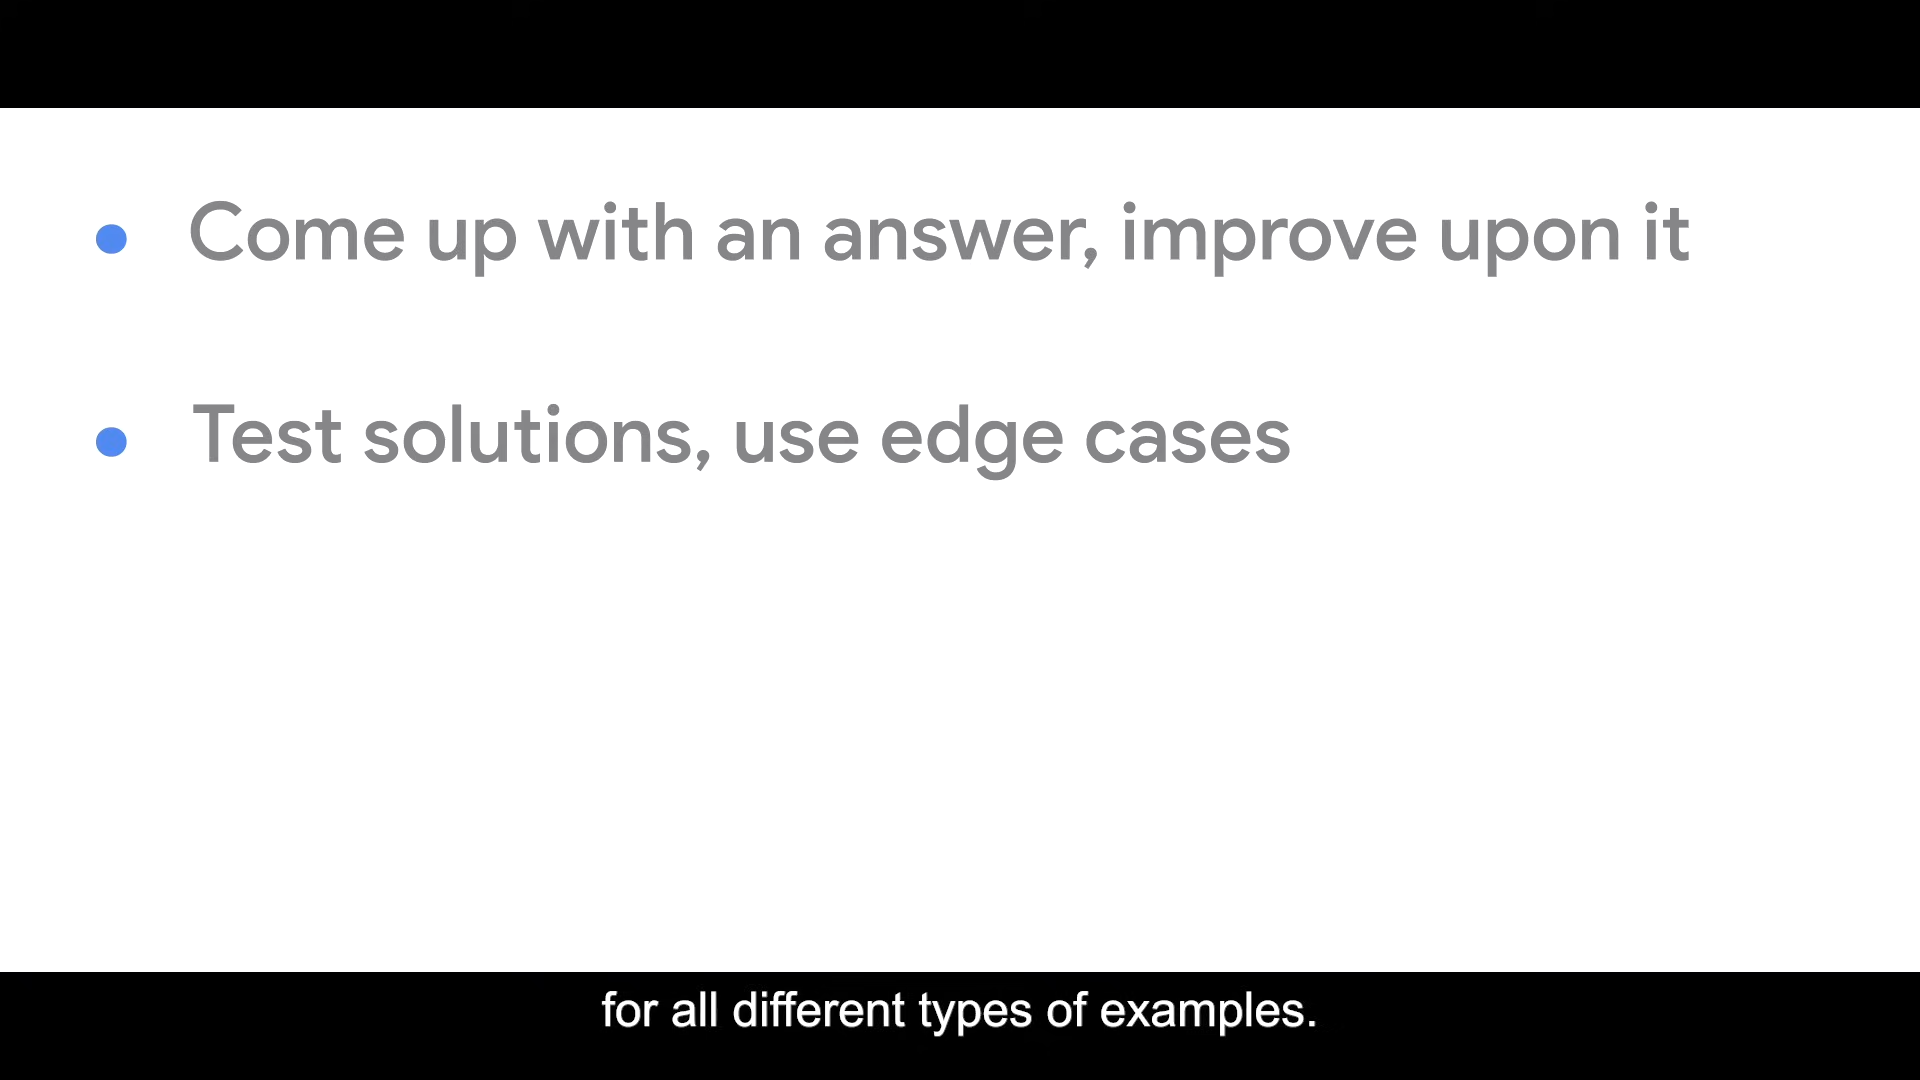 Come up with an answer, improve upon it
Test solutions, use edge cases
for all different types of examples.